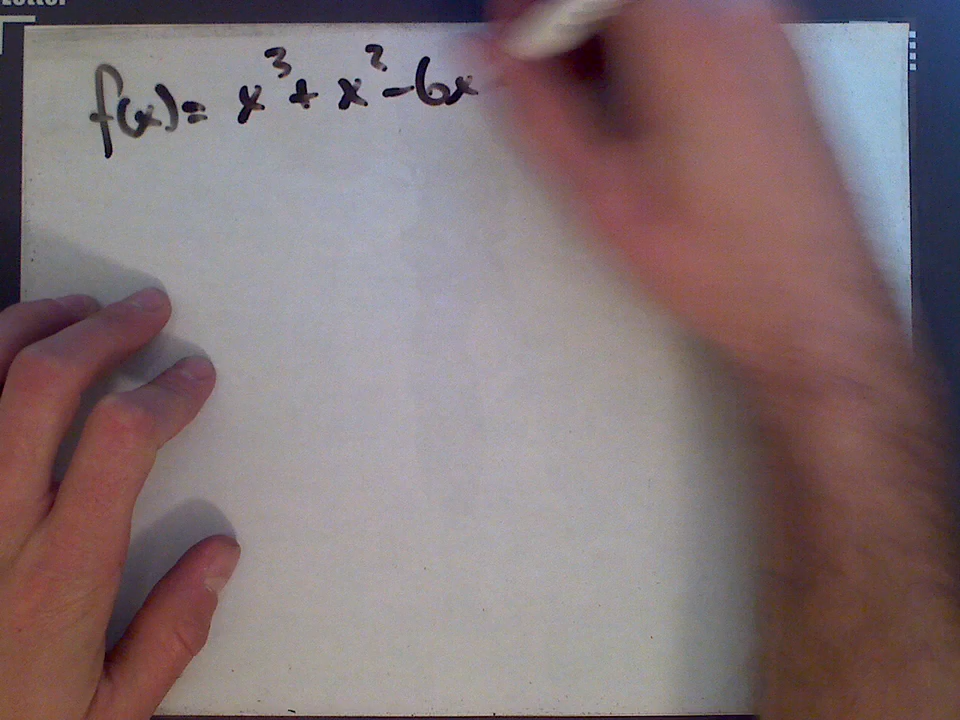 f(x) = x³ + x² - 6x